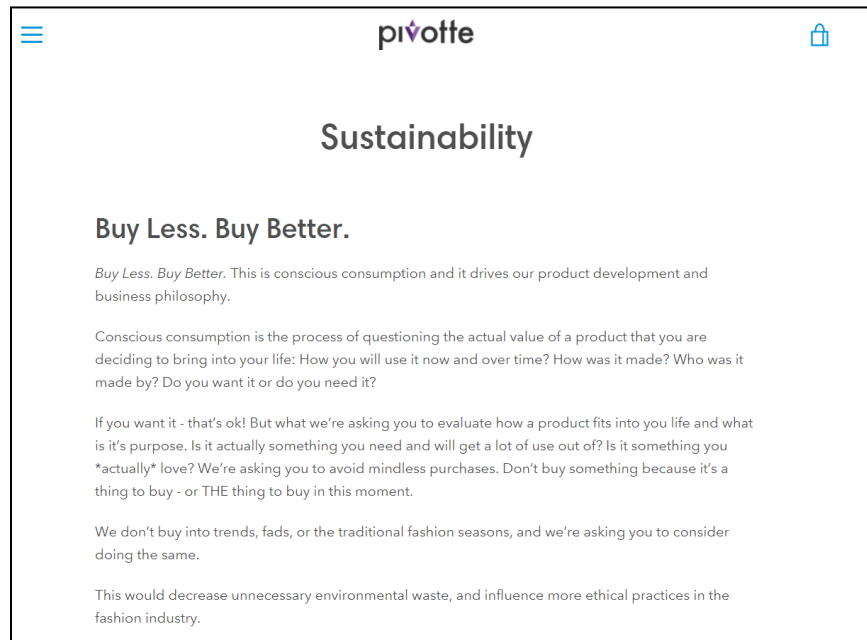 pivotte
Sustainability
Buy Less. Buy Better.
Buy Less. Buy Better. This is conscious consumption and it drives our product development and
business philosophy.
Conscious consumption is the process of questioning the actual value of a product that you are
deciding to bring into your life: How you will use it now and over time? How was it made? Who was it
made by? Do you want it or do you need it?
If you want it - that's ok! But what we're asking you to evaluate how a product fits into you life and what
is it's purpose. Is it actually something you need and will get a lot of use out of? Is it something you
*actually* love? We're asking you to avoid mindless purchases. Don't buy something because it's a
thing to buy - or THE thing to buy in this moment.
We don't buy into trends, fads, or the traditional fashion seasons, and we're asking you to consider
doing the same.
This would decrease unnecessary environmental waste, and influence more ethical practices in the
fashion industry.